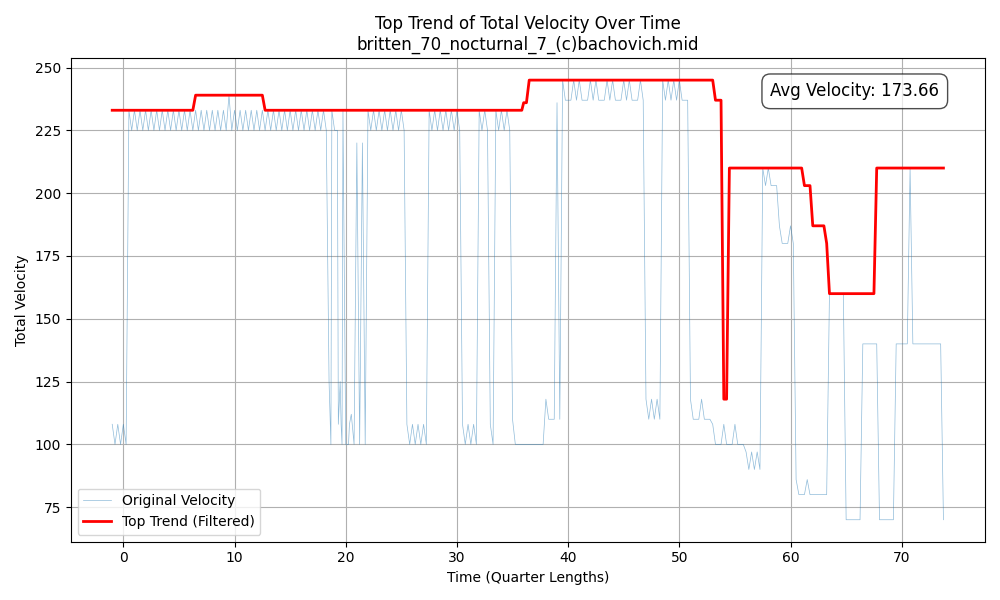 Top Trend of Total Velocity Over Time
britten_70_nocturnal_7_(c)bachovich.mid
250
225
200
175
150
125
100
75
Total Velocity
Avg Velocity: 173.66
Original Velocity
Top Trend (Filtered)
0 10 20 30 40 50 60 70
Time (Quarter Lengths)